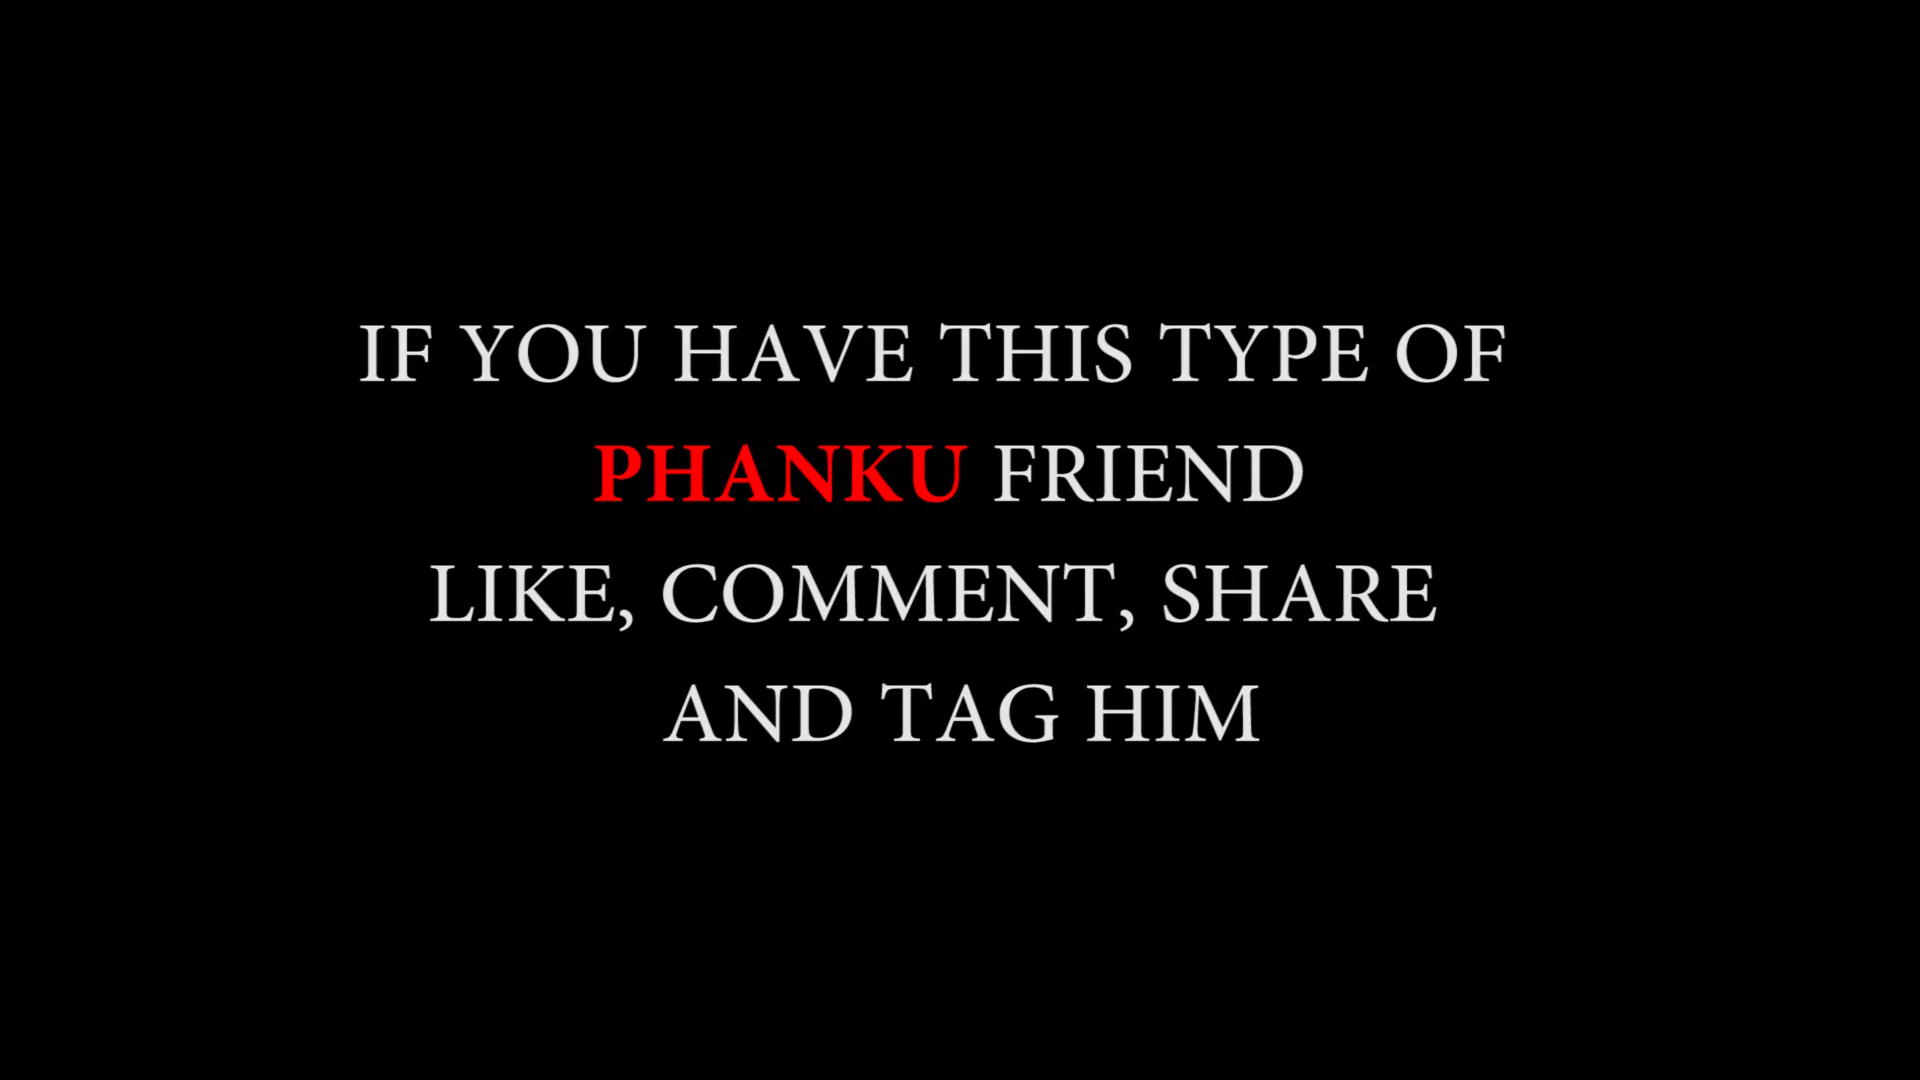 IF YOU HAVE THIS TYPE OF
PHANKU FRIEND
LIKE, COMMENT, SHARE
AND TAG HIM